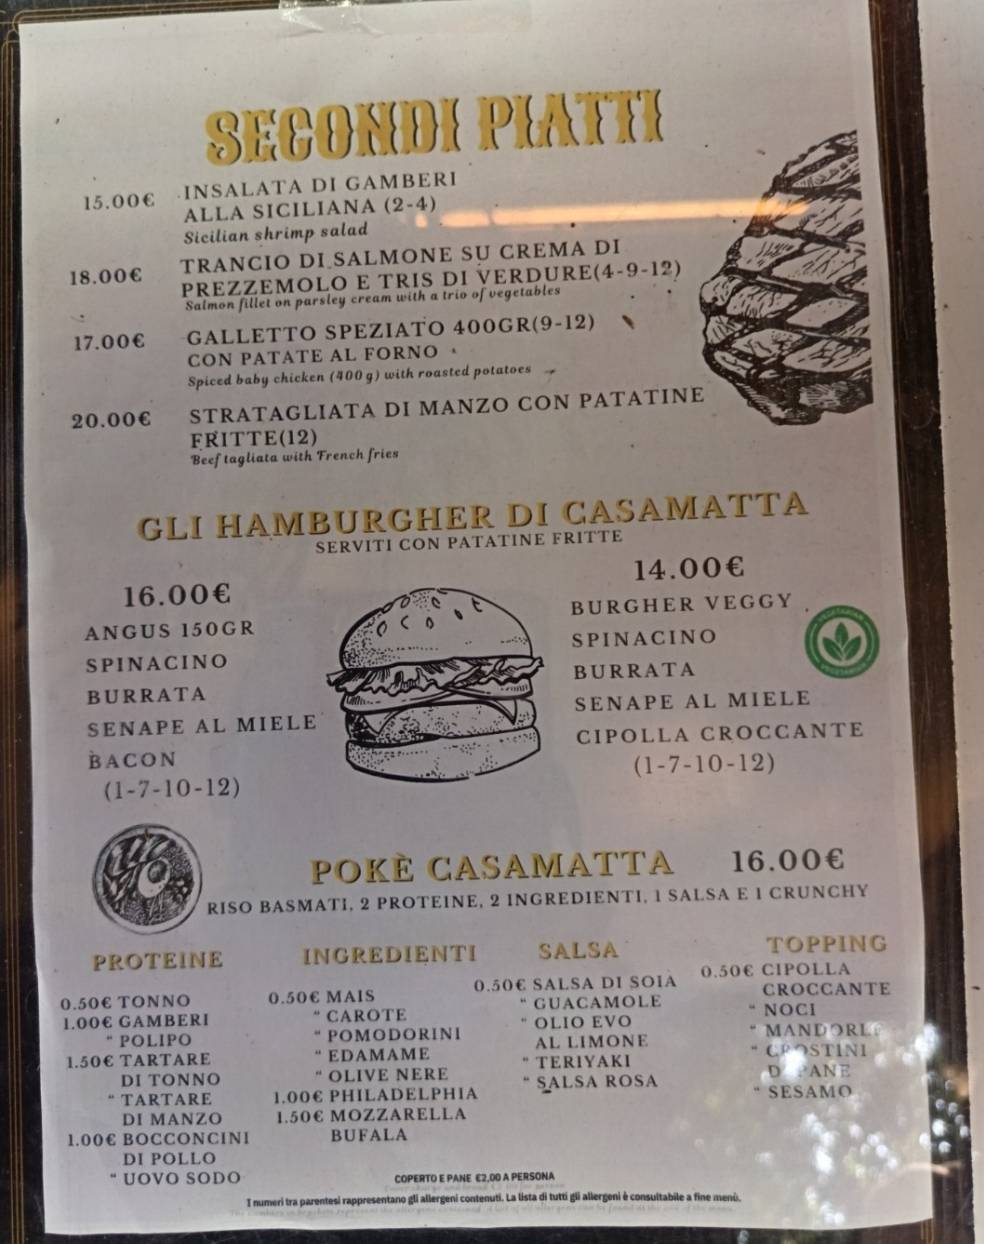 SECONDI PIATTI
15.00€ INSALATA DI GAMBERI
ALLA SICILIANA (2-4)
Sicilian shrimp salad
18.00€ TRANCIO DI SALMONE SU CREMA DI
PREZZEMOLO E TRIS DI VERDURE(4-9-12)
Salmon fillet on parsley cream with a trio of vegetables
17.00€ GALLETTO SPEZIATO 400GR(9-12)
CON PATATE AL FORNO
Spiced baby chicken (400 g) with roasted potatoes
20.00€ STRATAGLIATA DI MANZO CON PATATINE
FRITTE(12)
Beef tagliata with French fries
GLI HAMBURGHER DI CASAMATTA
SERVITI CON PATATINE FRITTE
16.00€
ANGUS 150GR
SPINACINO
BURRATA
SENAPE AL MIELE
BACON
(1-7-10-12)
14.00€
BURGHER VEGGY
SPINACINO
BURRATA
SENAPE AL MIELE
CIPOLLA CROCCANTE
(1-7-10-12)
VEGETARIAN
POKÈ CASAMATTA 16.00€
RISO BASMATI, 2 PROTEINE, 2 INGREDIENTI, 1 SALSA E 1 CRUNCHY
PROTEINE
0.50€ TONNO
1.00€ GAMBERI
" POLIPO
1.50€ TARTARE
DI TONNO
" TARTARE
DI MANZO
1.00€ BOCCONCINI
DI POLLO
" UOVO SODO
INGREDIENTI
0.50€ MAIS
" CAROTE
" POMODORINI
" EDAMAME
" OLIVE NERE
1.00€ PHILADELPHIA
1.50€ MOZZARELLA
BUFALA
SALSA
0.50€ SALSA DI SOIA
" GUACAMOLE
" OLIO EVO
AL LIMONE
" TERIYAKI
" SALSA ROSA
TOPPING
0.50€ CIPOLLA
CROCCANTE
" NOCI
" MANDORLE
" CROSTINI
DI PANE
" SESAMO
COPERTO E PANE €2,00 A PERSONA
I numeri tra parentesi rappresentano gli allergeni contenuti. La lista di tutti gli allergeni è consultabile a fine menù.